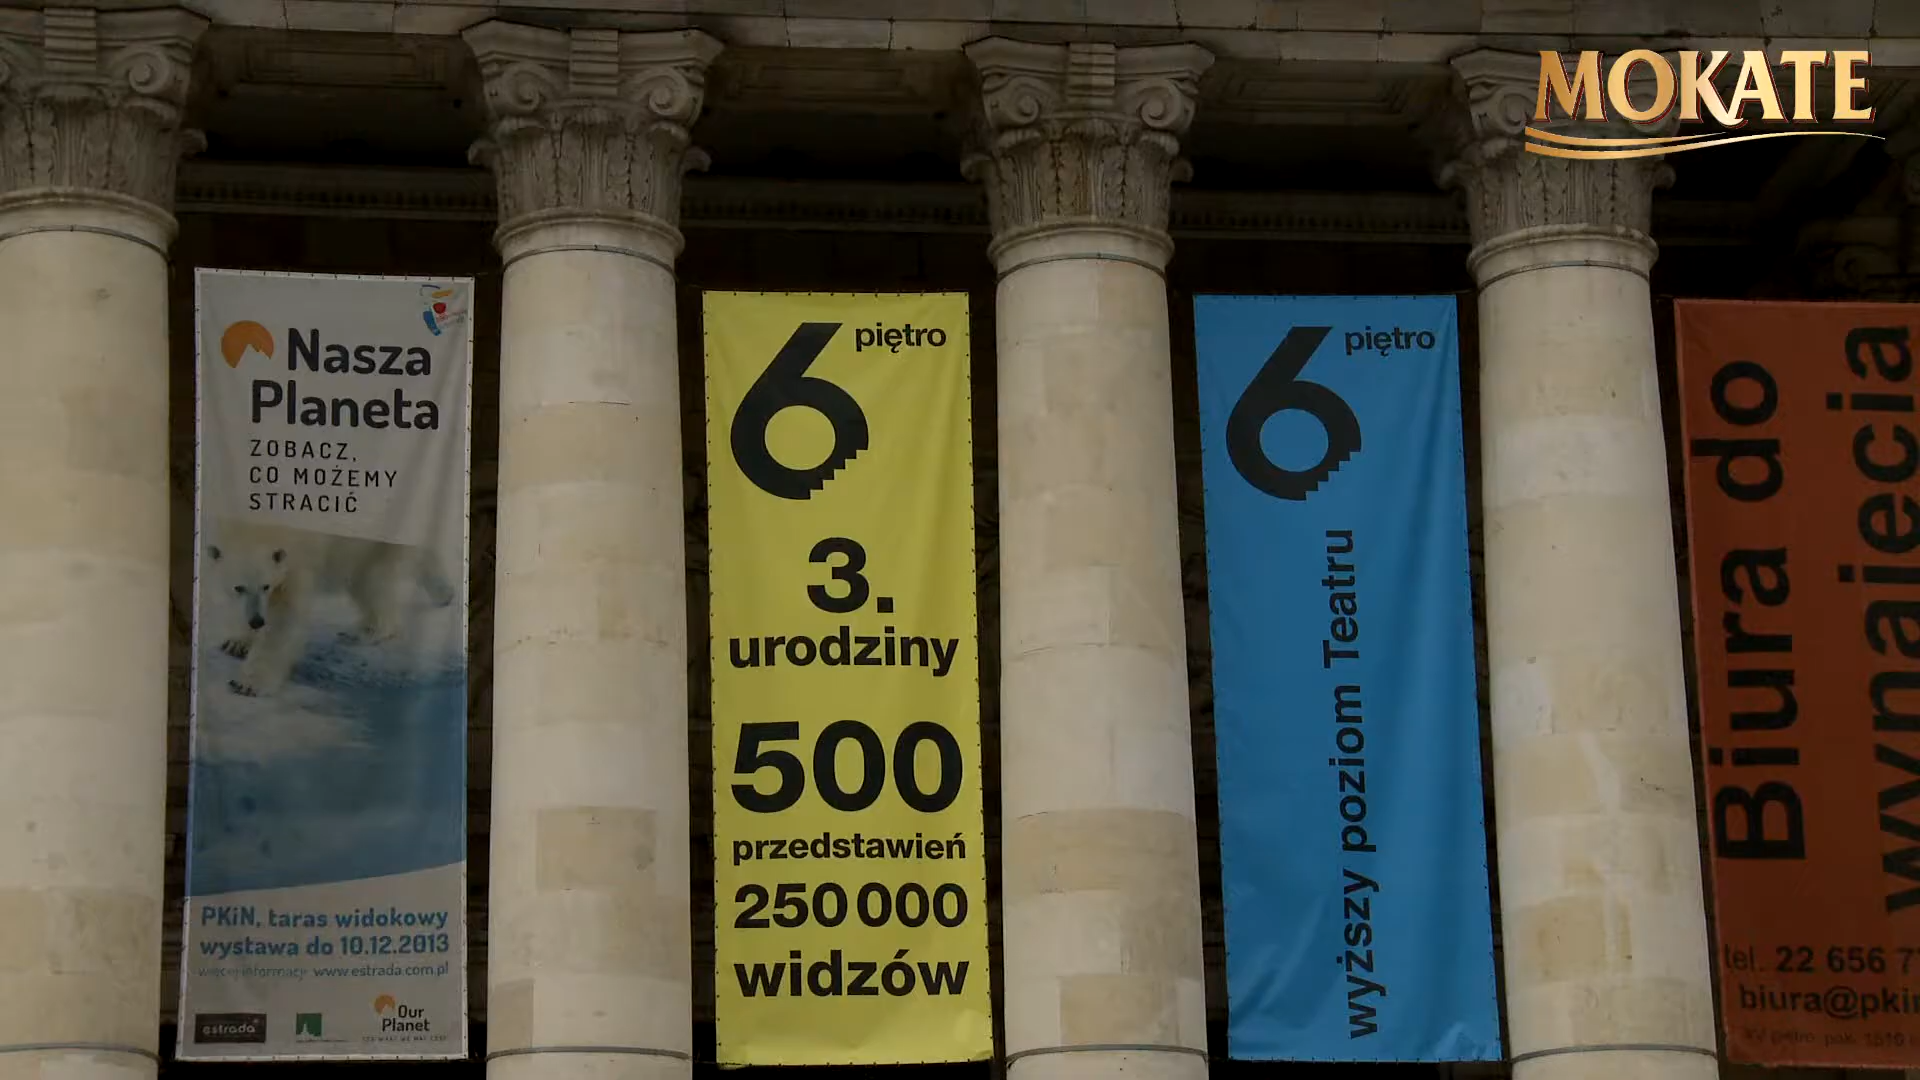 MOKATE
Nasza
Planeta
ZOBACZ,
CO MOŻEMY
STRACIĆ
PKiN, taras widokowy
wystawa do 10.12.2013
więcej informacji: www.estrada.com.pl
estrada
Our
Planet
6 piętro
3.
urodziny
500
przedstawień
250 000
widzów
6 piętro
wyższy poziom Teatru
Biura do
wynajęcia
tel. 22 656 7
biura@pki